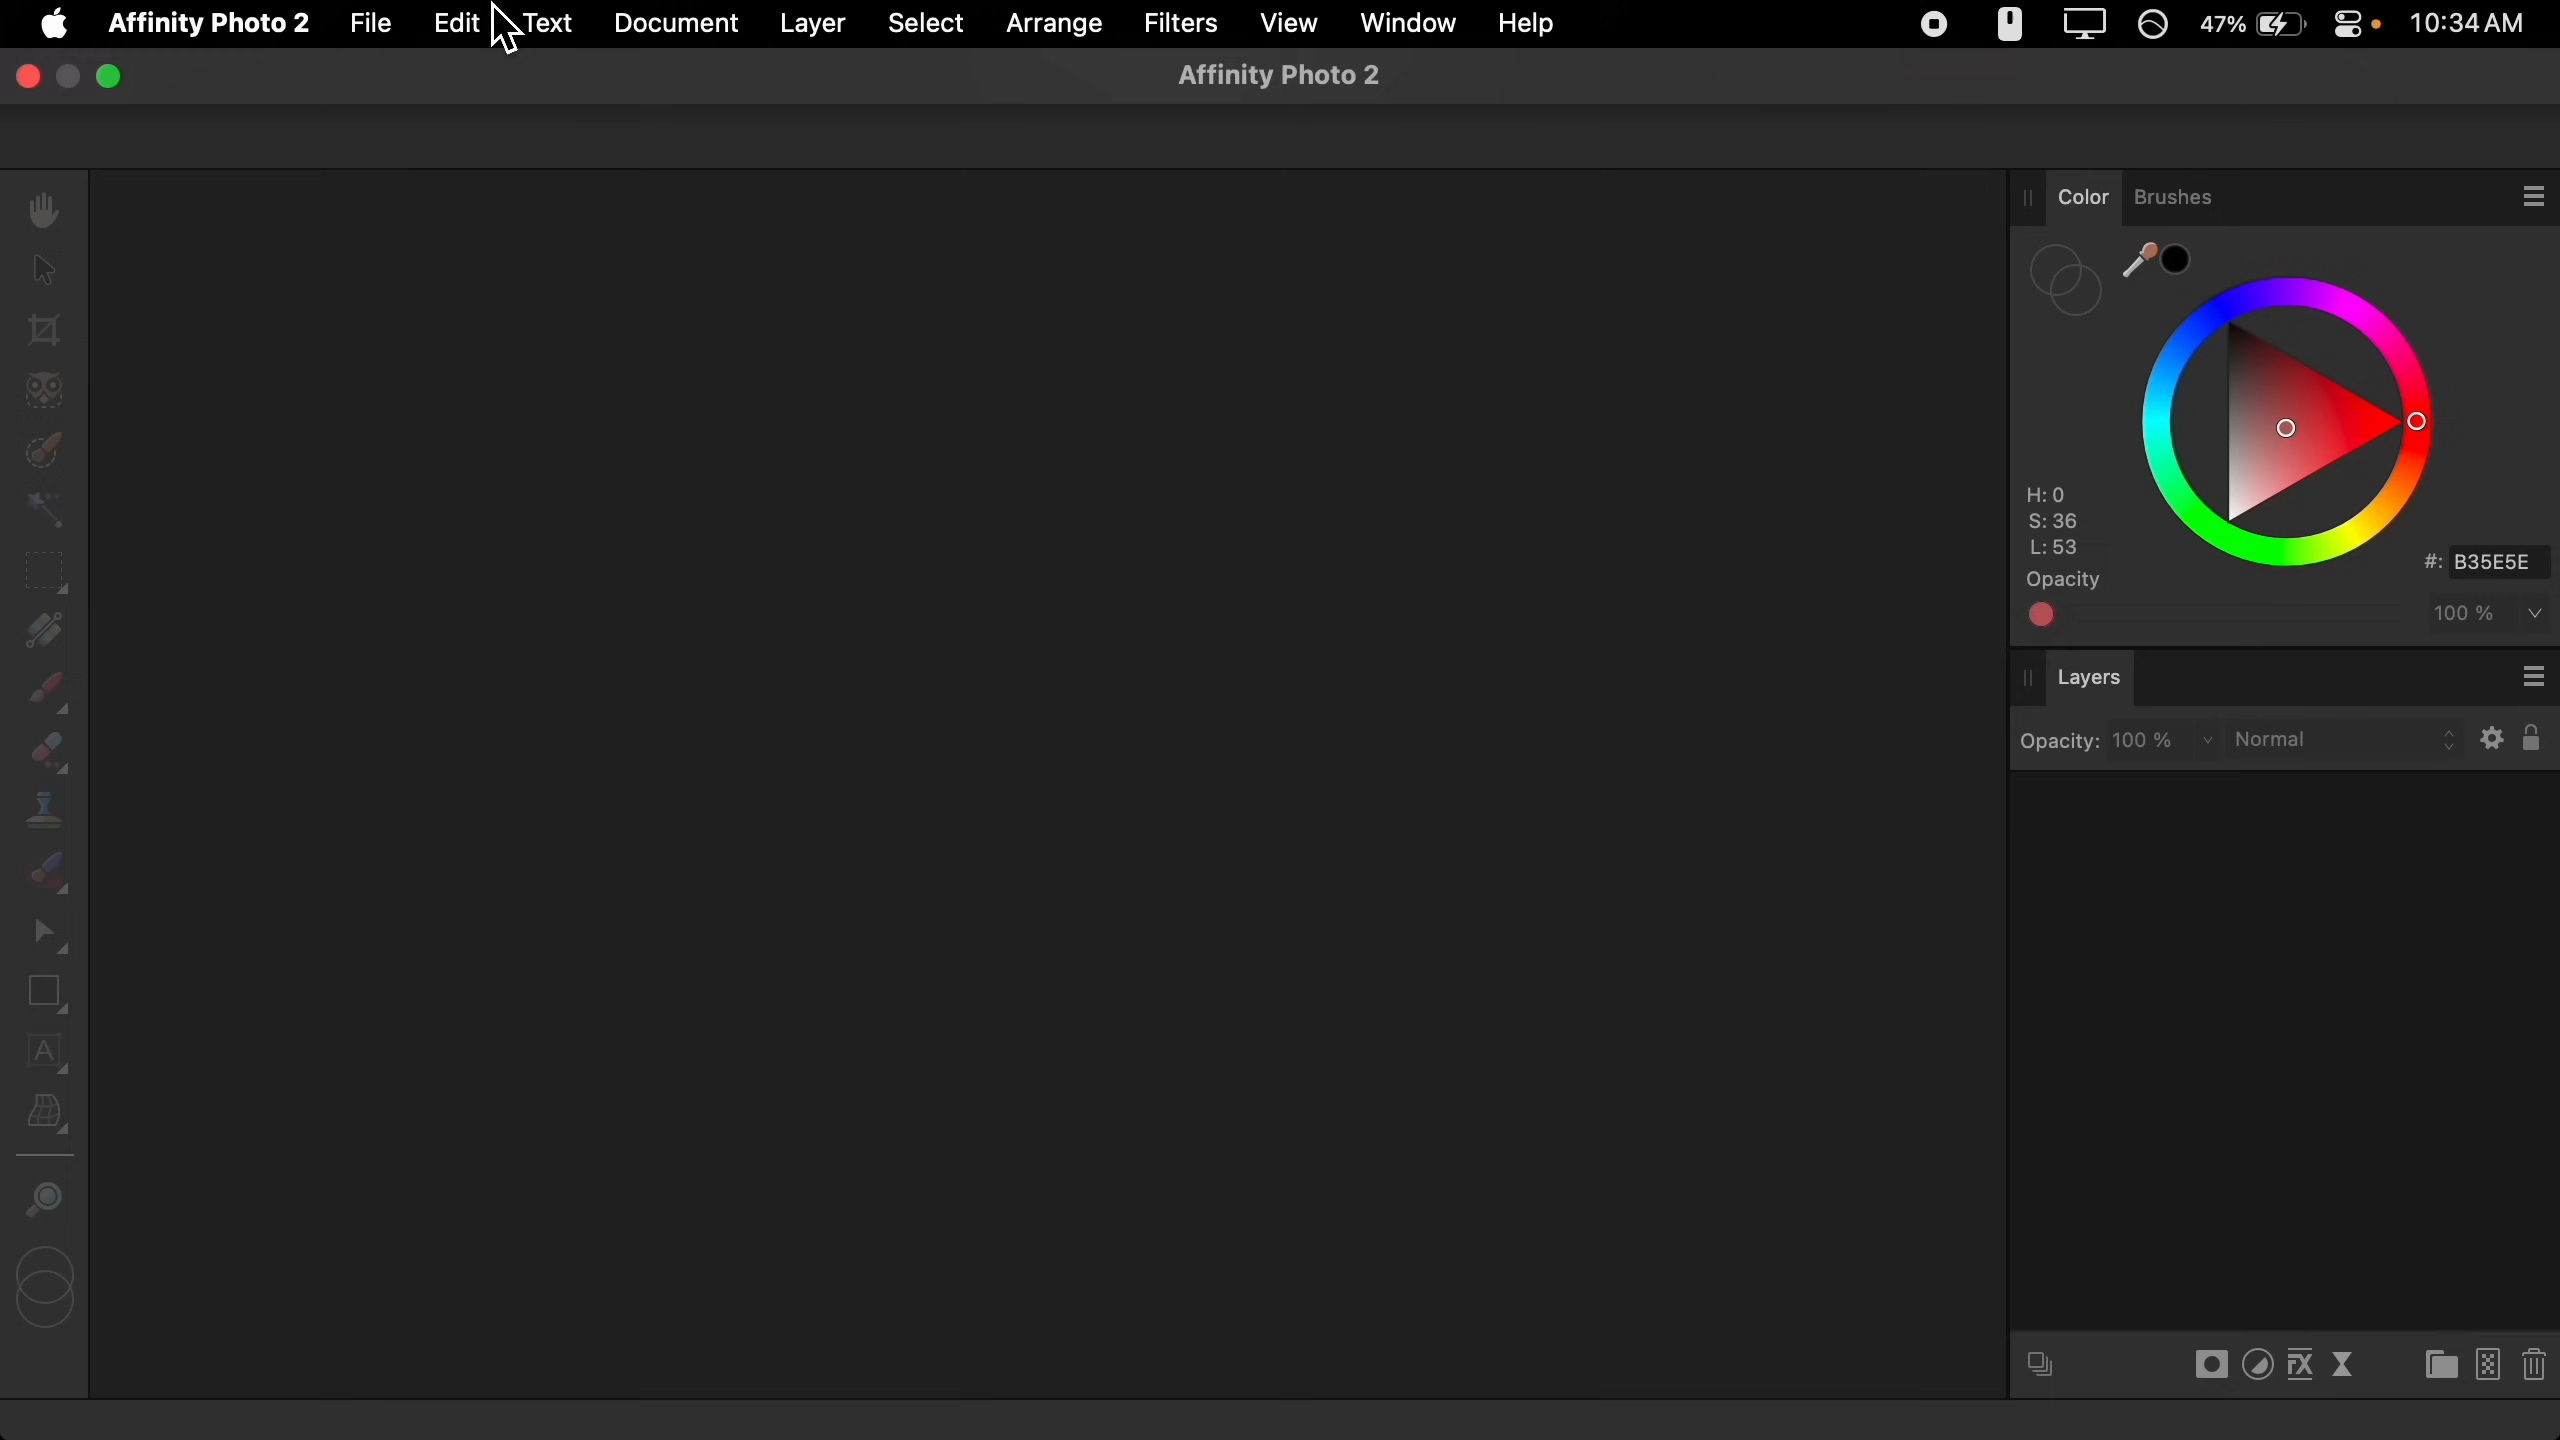 Affinity Photo 2 File Edit Text Document Layer Select Arrange Filters View Window Help 47% 10:34 AM
Affinity Photo 2
Color Brushes
H: 0
S: 36
L: 53
#: B35E5E
Opacity
100 %
Layers
Opacity: 100 % Normal
A
FX